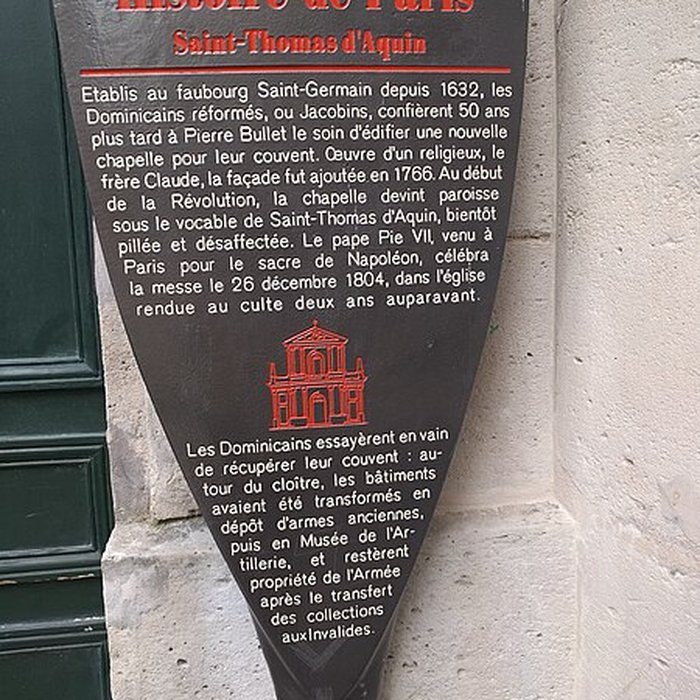 Histoire de Paris
Saint-Thomas d'Aquin
Etablis au faubourg Saint-Germain depuis 1632, les
Dominicains réformés, ou Jacobins, confièrent 50 ans
plus tard à Pierre Bullet le soin d'édifier une nouvelle
chapelle pour leur couvent. Œuvre d'un religieux, le
frère Claude, la façade fut ajoutée en 1766. Au début
de la Révolution, la chapelle devint paroisse
sous le vocable de Saint-Thomas d'Aquin, bientôt
pillée et désaffectée. Le pape Pie VII, venu à
Paris pour le sacre de Napoléon, célébra
la messe le 26 décembre 1804, dans l'église
rendue au culte deux ans auparavant.
Les Dominicains essayèrent en vain
de récupérer leur couvent : au-
tour du cloître, les bâtiments
avaient été transformés en
dépôt d'armes anciennes,
puis en Musée de l'Ar-
tillerie, et restèrent
propriété de l'Armée
après le transfert
des collections
auxInvalides.